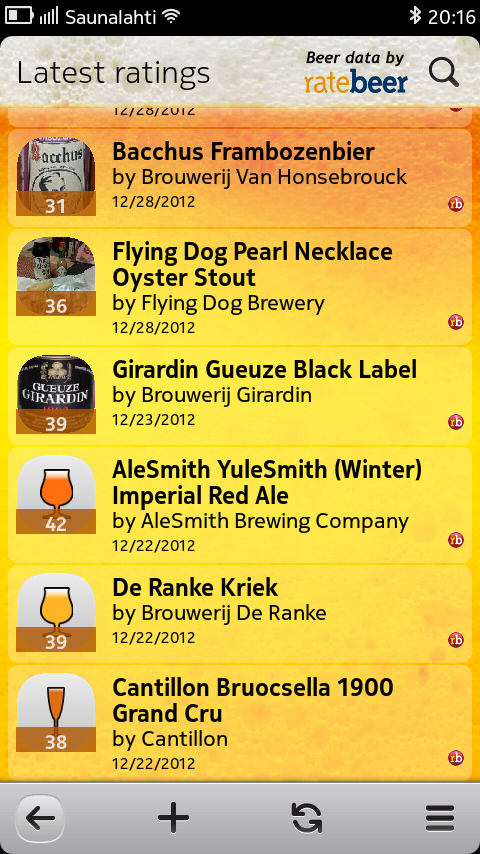 Saunalahti 20:16
Latest ratings
Beer data by
ratebeer
12/28/2012
Bacchus
31
Bacchus Frambozenbier
by Brouwerij Van Honsebrouck
12/28/2012
rb
36
Flying Dog Pearl Necklace
Oyster Stout
by Flying Dog Brewery
12/28/2012
rb
GUEUZE
GIRARDIN
39
Girardin Gueuze Black Label
by Brouwerij Girardin
12/23/2012
rb
42
AleSmith YuleSmith (Winter)
Imperial Red Ale
by AleSmith Brewing Company
12/22/2012
rb
39
De Ranke Kriek
by Brouwerij De Ranke
12/22/2012
rb
38
Cantillon Bruocsella 1900
Grand Cru
by Cantillon
12/22/2012
rb